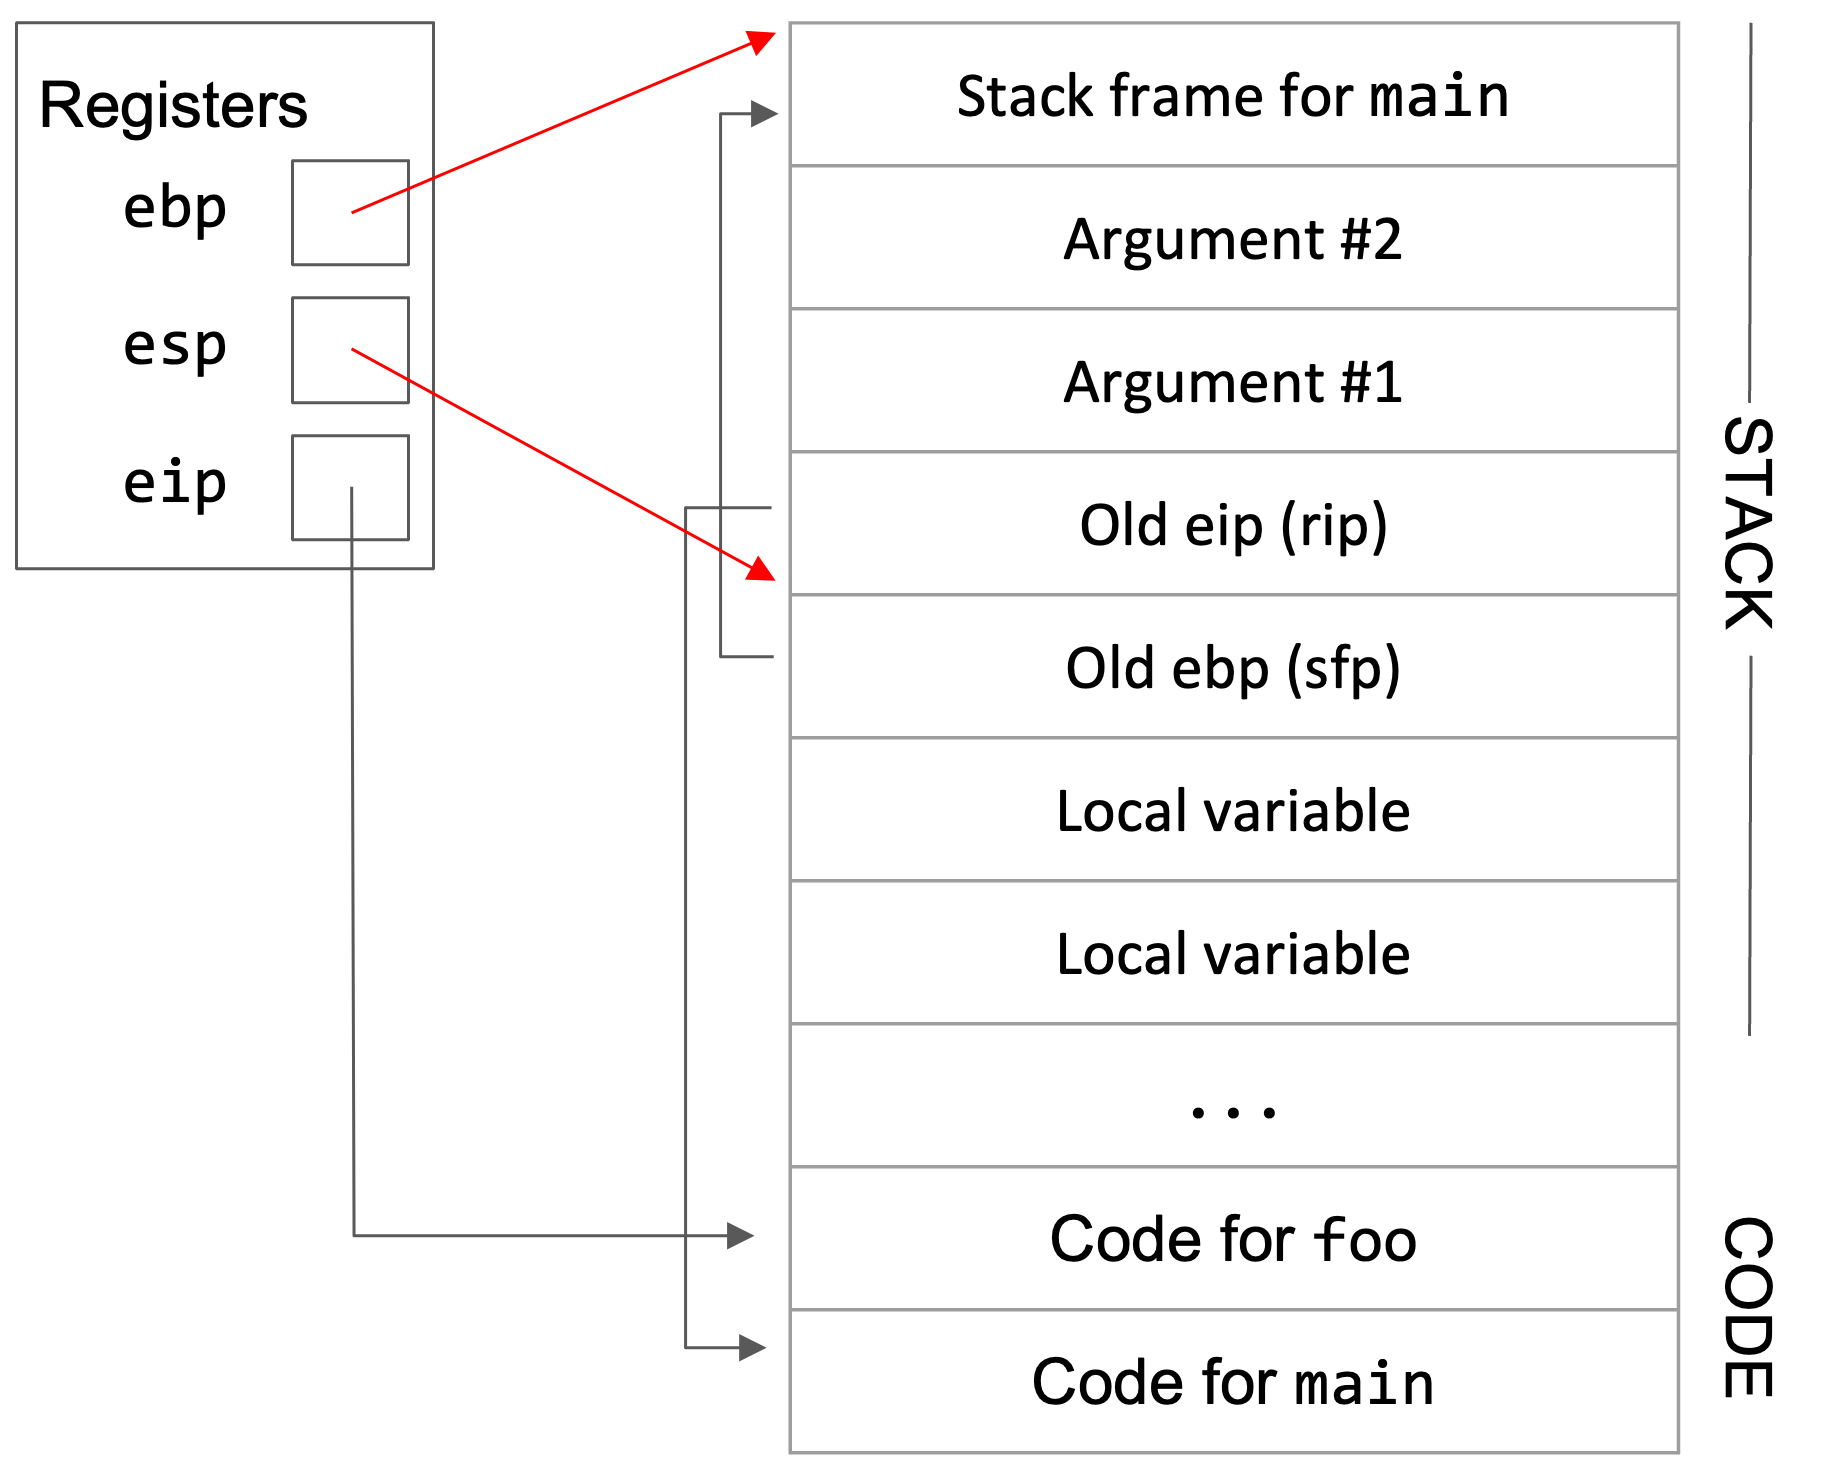 Registers
ebp
esp
eip
Stack frame for main
Argument #2
Argument #1
Old eip (rip)
Old ebp (sfp)
Local variable
Local variable
...
Code for foo
Code for main
STACK
CODE